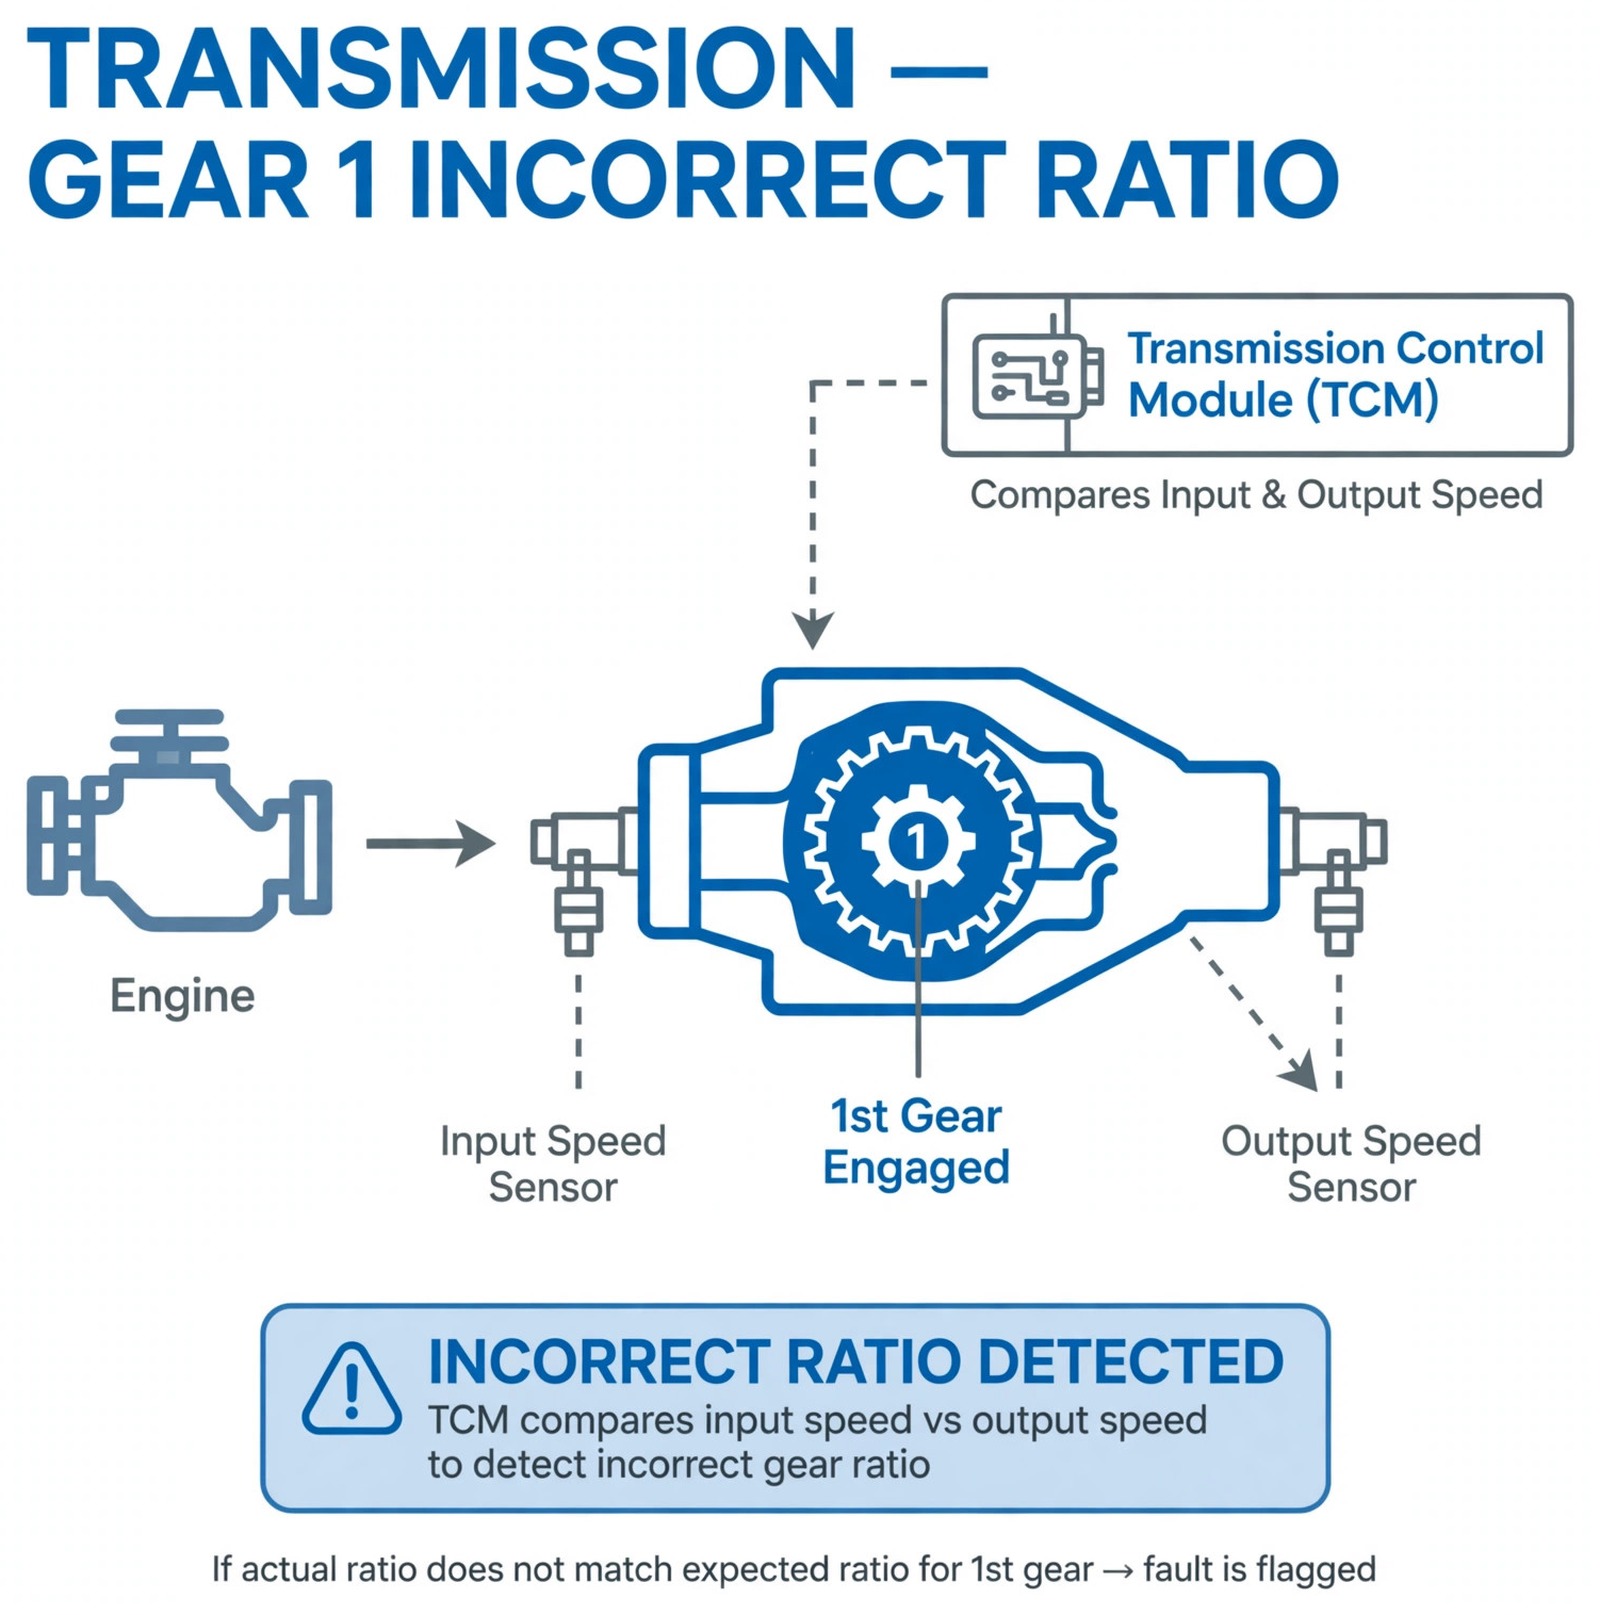 TRANSMISSION —
GEAR 1 INCORRECT RATIO
Transmission Control
Module (TCM)
Compares Input & Output Speed
1
Engine
Input Speed
Sensor
1st Gear
Engaged
Output Speed
Sensor
INCORRECT RATIO DETECTED
TCM compares input speed vs output speed
to detect incorrect gear ratio
If actual ratio does not match expected ratio for 1st gear → fault is flagged